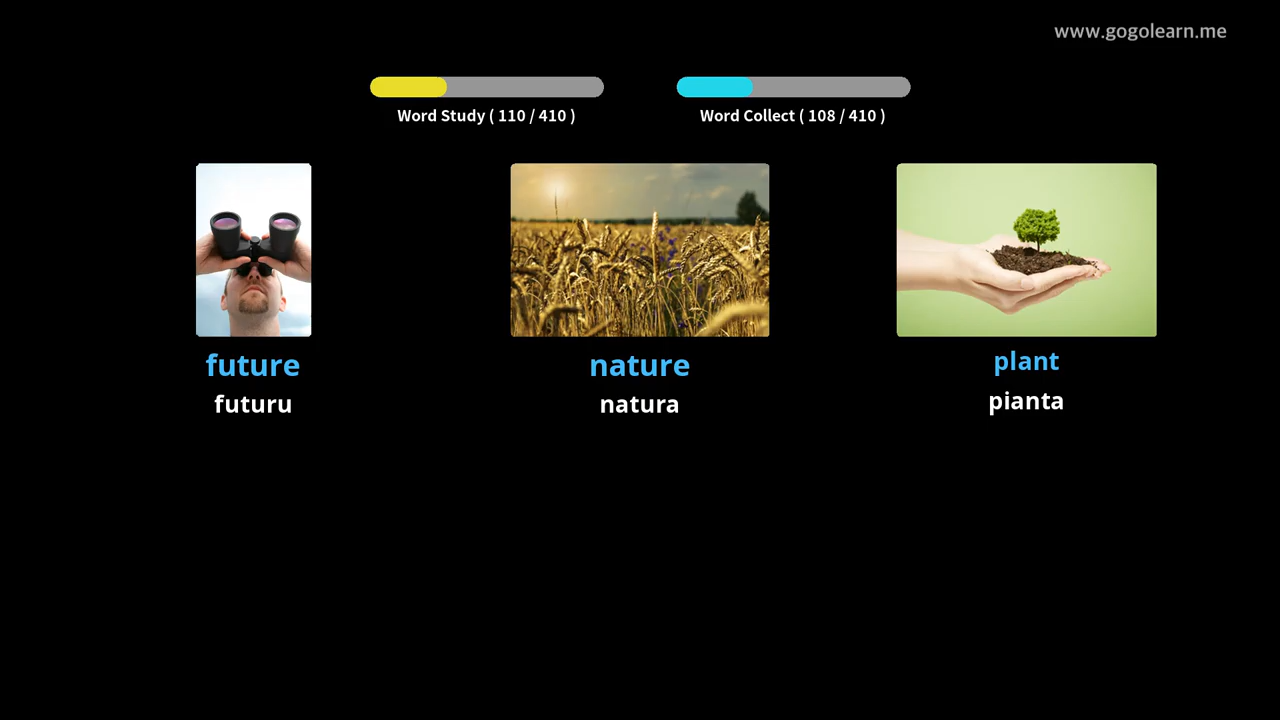 www.gogolearn.me
Word Study ( 110 / 410 )
Word Collect ( 108 / 410 )
future
futuru
nature
natura
plant
pianta